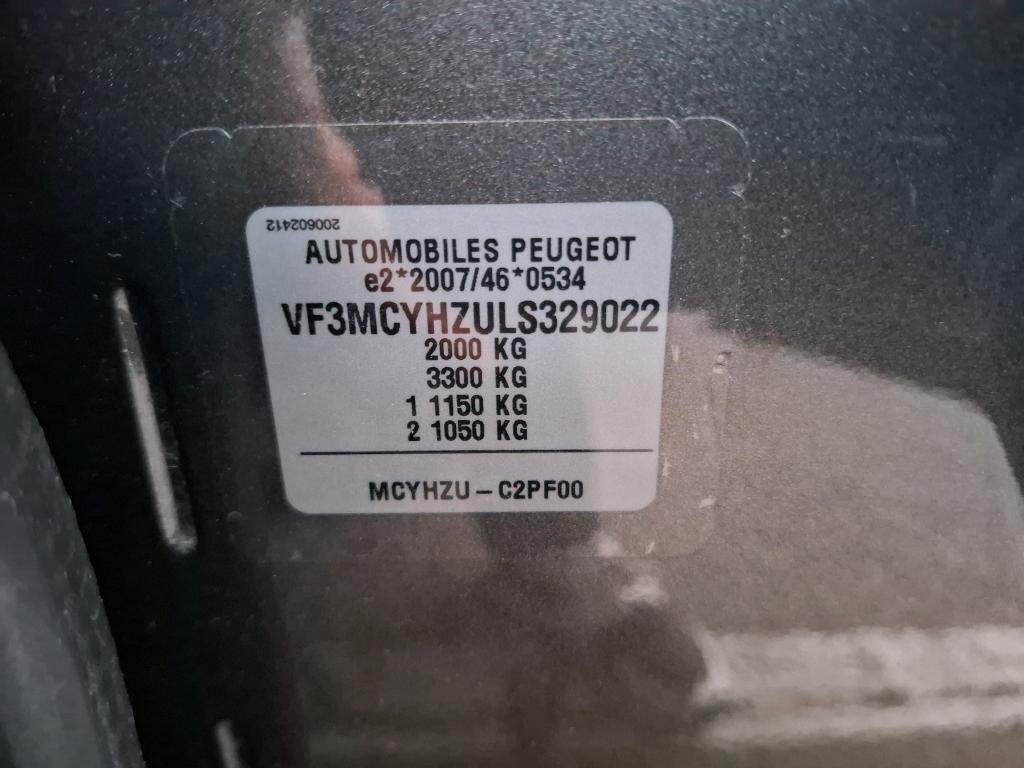 200602412
AUTOMOBILES PEUGEOT
e2*2007/46*0534
VF3MCYHZULS329022
2000 KG
3300 KG
1 1150 KG
2 1050 KG
MCYHZU – C2PF00